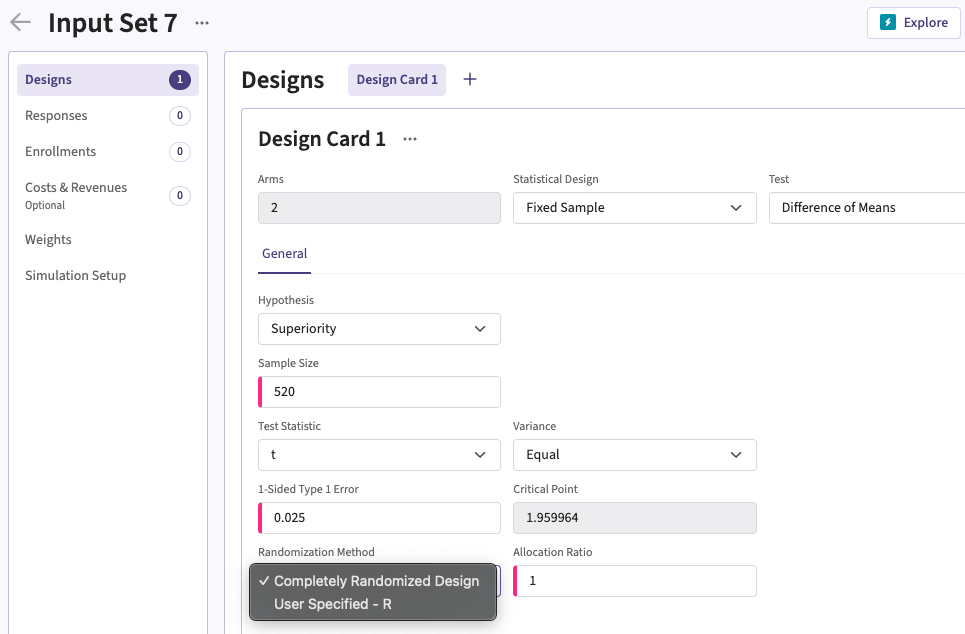 Input Set 7 ...
Explore
Designs 1
Responses 0
Enrollments 0
Costs & Revenues 0
Optional
Weights
Simulation Setup
Designs Design Card 1 +
Design Card 1 ...
Arms Statistical Design Test
2 Fixed Sample Difference of Means
General
Hypothesis
Superiority
Sample Size
520
Test Statistic Variance
t Equal
1-Sided Type 1 Error Critical Point
0.025 1.959964
Randomization Method Allocation Ratio
✓ Completely Randomized Design 1
User Specified - R